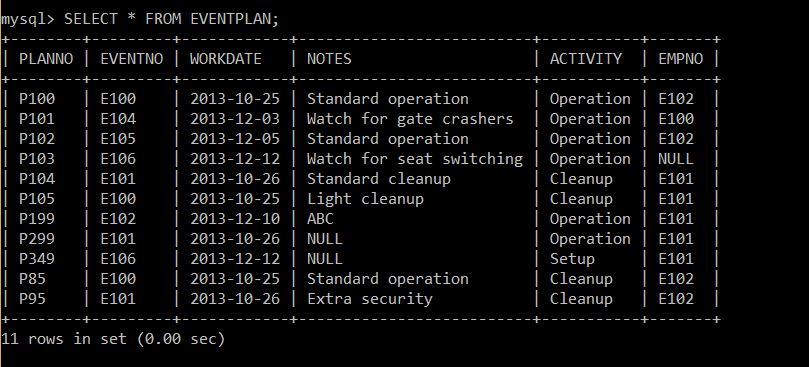 mysql> SELECT * FROM EVENTPLAN;
+--------+---------+------------+--------------------------+-----------+-------+
| PLANNO | EVENTNO | WORKDATE   | NOTES                    | ACTIVITY  | EMPNO |
+--------+---------+------------+--------------------------+-----------+-------+
| P100   | E100    | 2013-10-25 | Standard operation       | Operation | E102  |
| P101   | E104    | 2013-12-03 | Watch for gate crashers  | Operation | E100  |
| P102   | E105    | 2013-12-05 | Standard operation       | Operation | E102  |
| P103   | E106    | 2013-12-12 | Watch for seat switching | Operation | NULL  |
| P104   | E101    | 2013-10-26 | Standard cleanup         | Cleanup   | E101  |
| P105   | E100    | 2013-10-25 | Light cleanup            | Cleanup   | E101  |
| P199   | E102    | 2013-12-10 | ABC                      | Operation | E101  |
| P299   | E101    | 2013-10-26 | NULL                     | Operation | E101  |
| P349   | E106    | 2013-12-12 | NULL                     | Setup     | E101  |
| P85    | E100    | 2013-10-25 | Standard operation       | Cleanup   | E102  |
| P95    | E101    | 2013-10-26 | Extra security           | Cleanup   | E102  |
+--------+---------+------------+--------------------------+-----------+-------+
11 rows in set (0.00 sec)